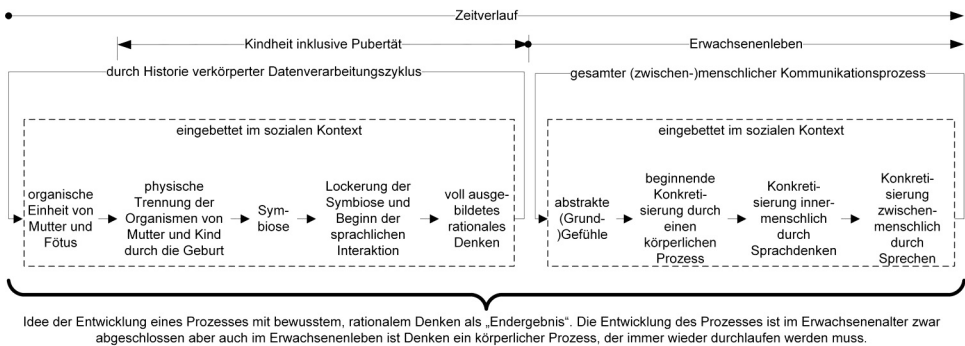 Zeitverlauf
Kindheit inklusive Pubertät
Erwachsenenleben
durch Historie verkörperter Datenverarbeitungszyklus
gesamter (zwischen-)menschlicher Kommunikationsprozess
eingebettet im sozialen Kontext
organische
Einheit von
Mutter und
Fötus
physische
Trennung der
Organismen von
Mutter und Kind
durch die Geburt
Sym-
biose
Lockerung der
Symbiose und
Beginn der
sprachlichen
Interaktion
voll ausge-
bildetes
rationales
Denken
eingebettet im sozialen Kontext
abstrakte
(Grund-
)Gefühle
beginnende
Konkreti-
sierung durch
einen
körperlichen
Prozess
Konkreti-
sierung inner-
menschlich
durch
Sprachdenken
Konkreti-
sierung
zwischen-
menschlich
durch
Sprechen
Idee der Entwicklung eines Prozesses mit bewusstem, rationalem Denken als „Endergebnis“. Die Entwicklung des Prozesses ist im Erwachsenenalter zwar
abgeschlossen aber auch im Erwachsenenleben ist Denken ein körperlicher Prozess, der immer wieder durchlaufen werden muss.